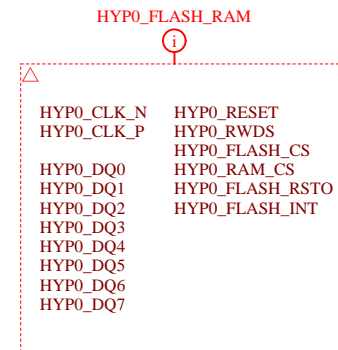 HYP0_FLASH_RAM
i
HYP0_CLK_N HYP0_RESET
HYP0_CLK_P HYP0_RWDS
HYP0_FLASH_CS
HYP0_DQ0 HYP0_RAM_CS
HYP0_DQ1 HYP0_FLASH_RSTO
HYP0_DQ2 HYP0_FLASH_INT
HYP0_DQ3
HYP0_DQ4
HYP0_DQ5
HYP0_DQ6
HYP0_DQ7